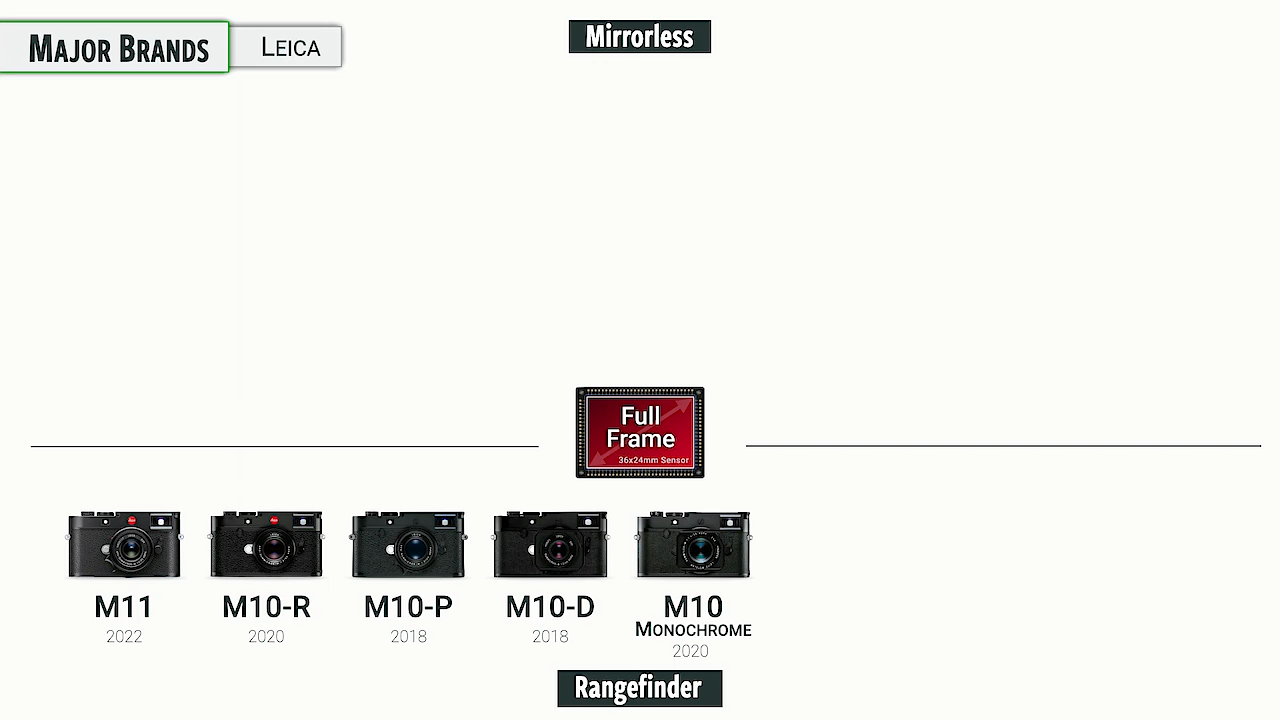 MAJOR BRANDS
LEICA
Mirrorless
Full
Frame
36x24mm Sensor
M11
2022
M10-R
2020
M10-P
2018
M10-D
2018
M10
MONOCHROME
2020
Rangefinder